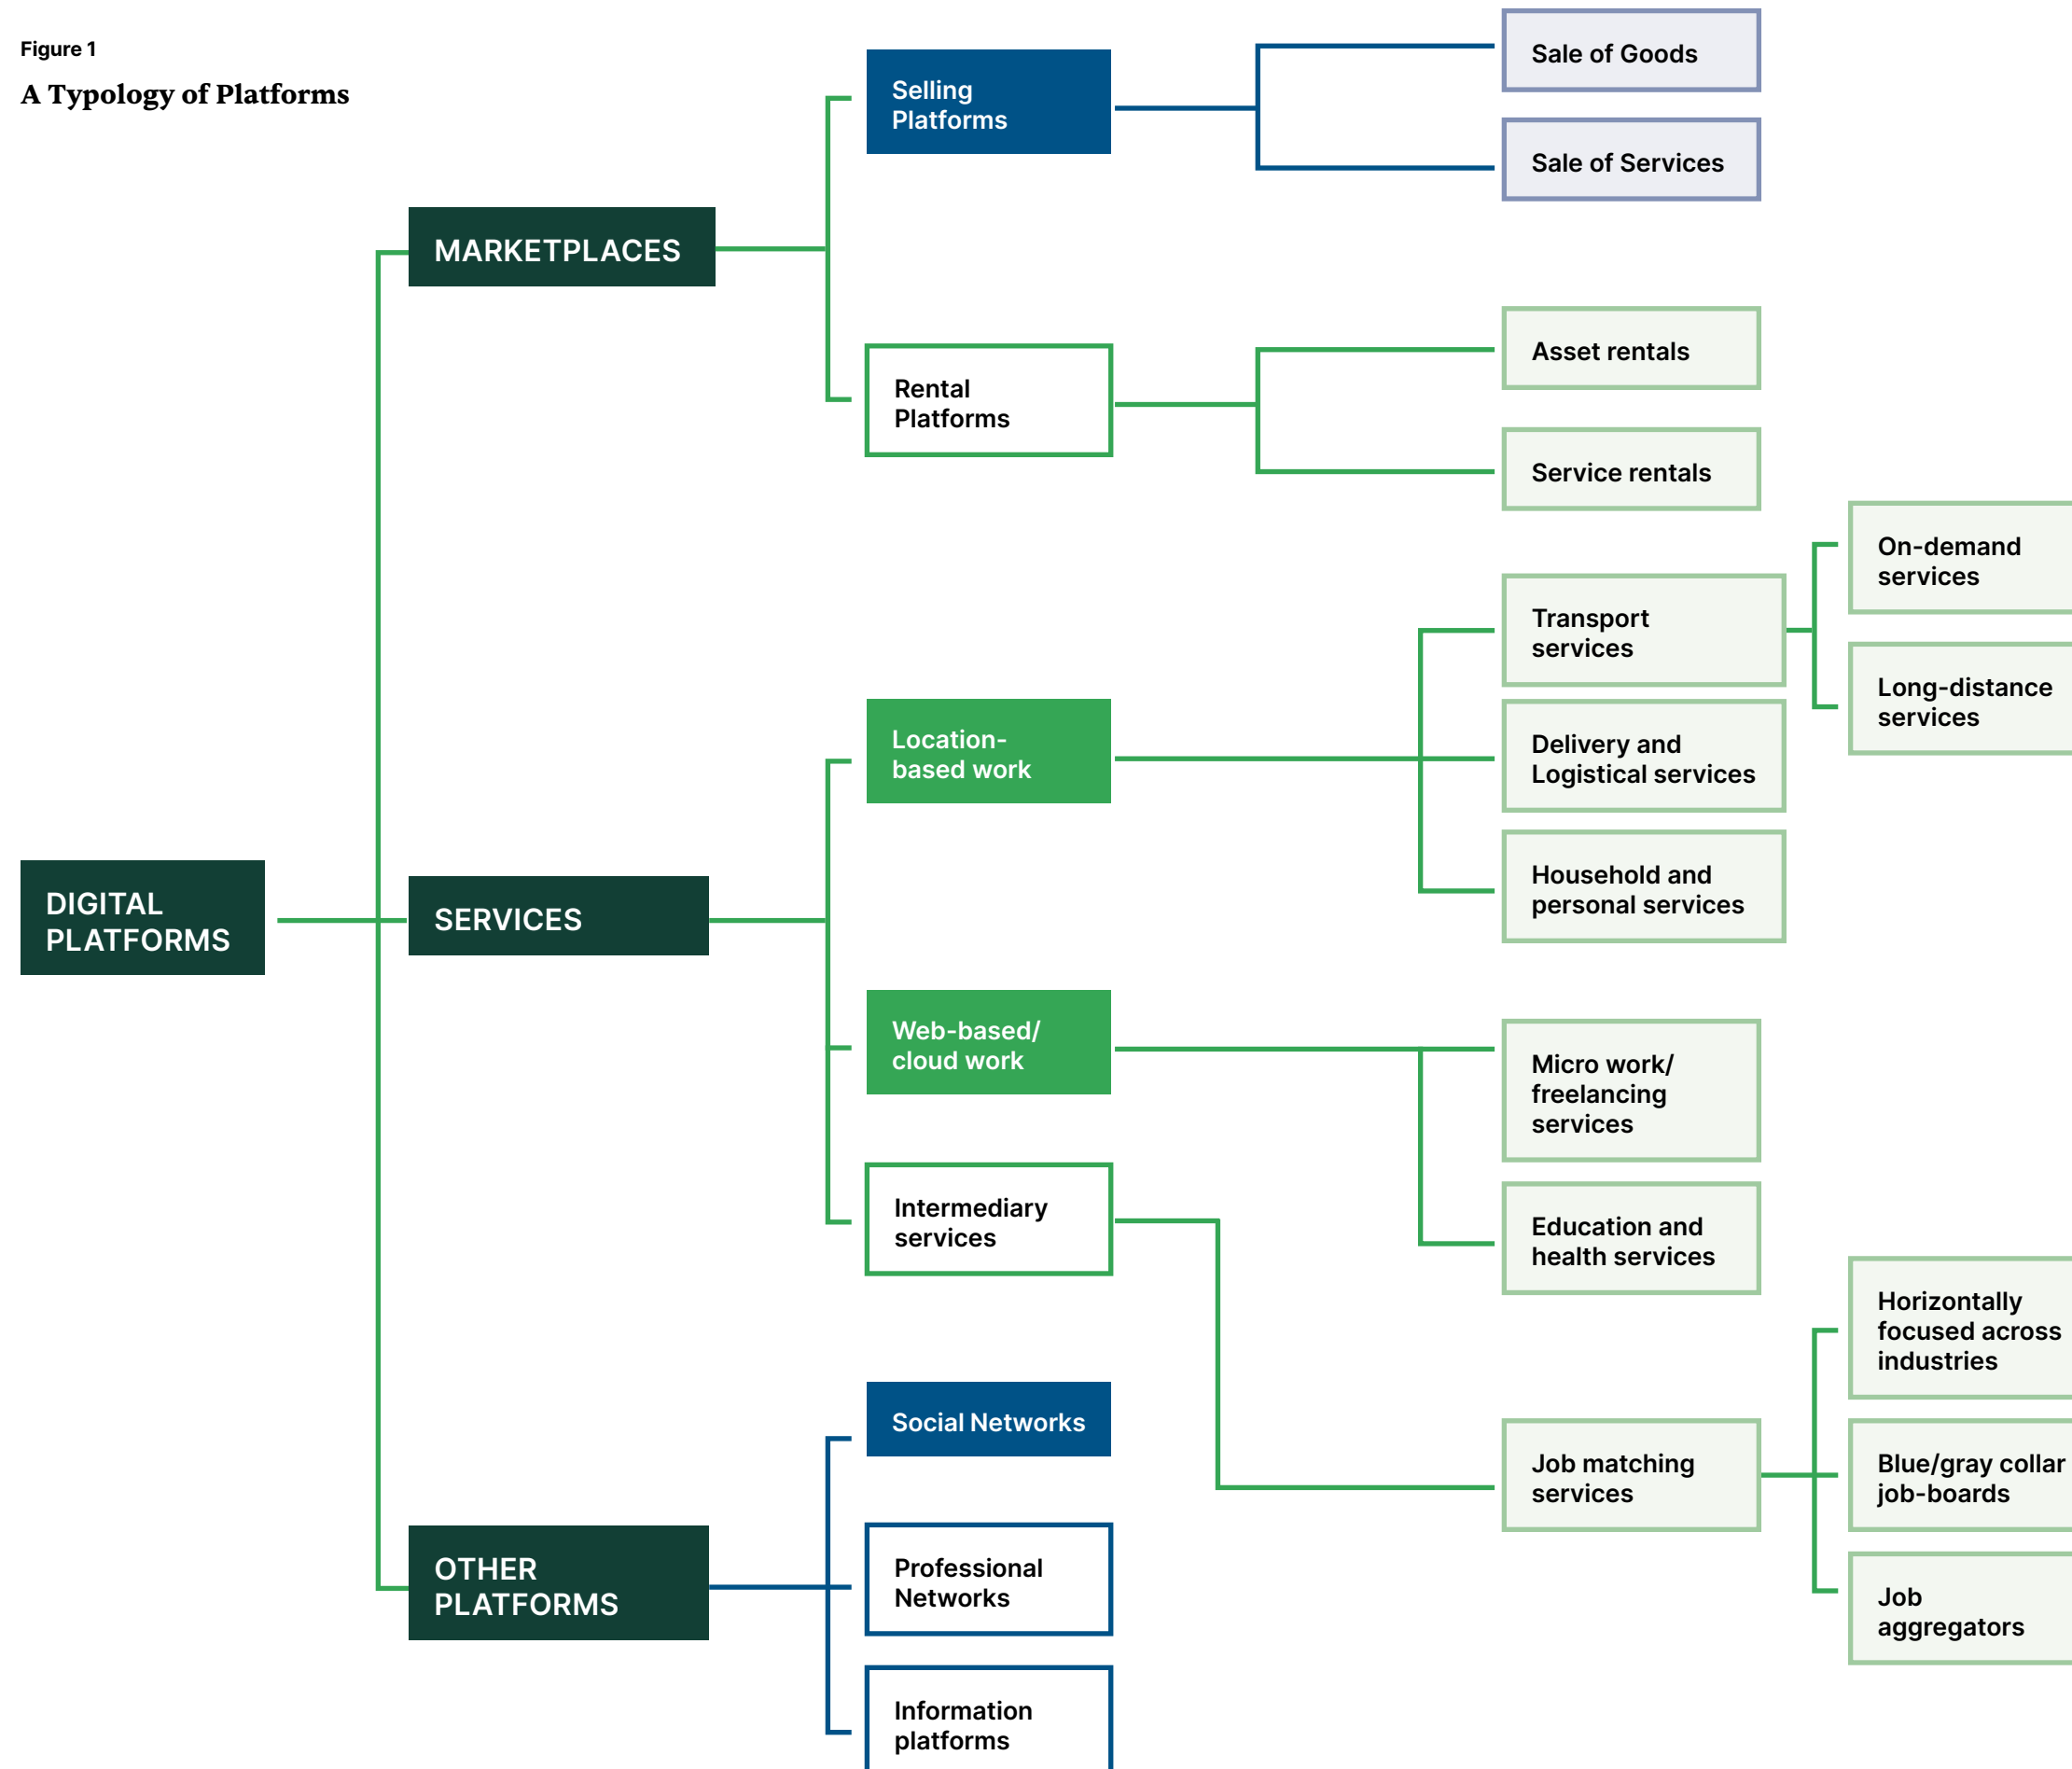 Figure 1
A Typology of Platforms
DIGITAL
PLATFORMS
MARKETPLACES
Selling
Platforms
Sale of Goods
Sale of Services
Rental
Platforms
Asset rentals
Service rentals
SERVICES
Location-
based work
Transport
services
On-demand
services
Long-distance
services
Delivery and
Logistical services
Household and
personal services
Web-based/
cloud work
Micro work/
freelancing
services
Education and
health services
Intermediary
services
Job matching
services
Horizontally
focused across
industries
Blue/gray collar
job-boards
Job
aggregators
OTHER
PLATFORMS
Social Networks
Professional
Networks
Information
platforms